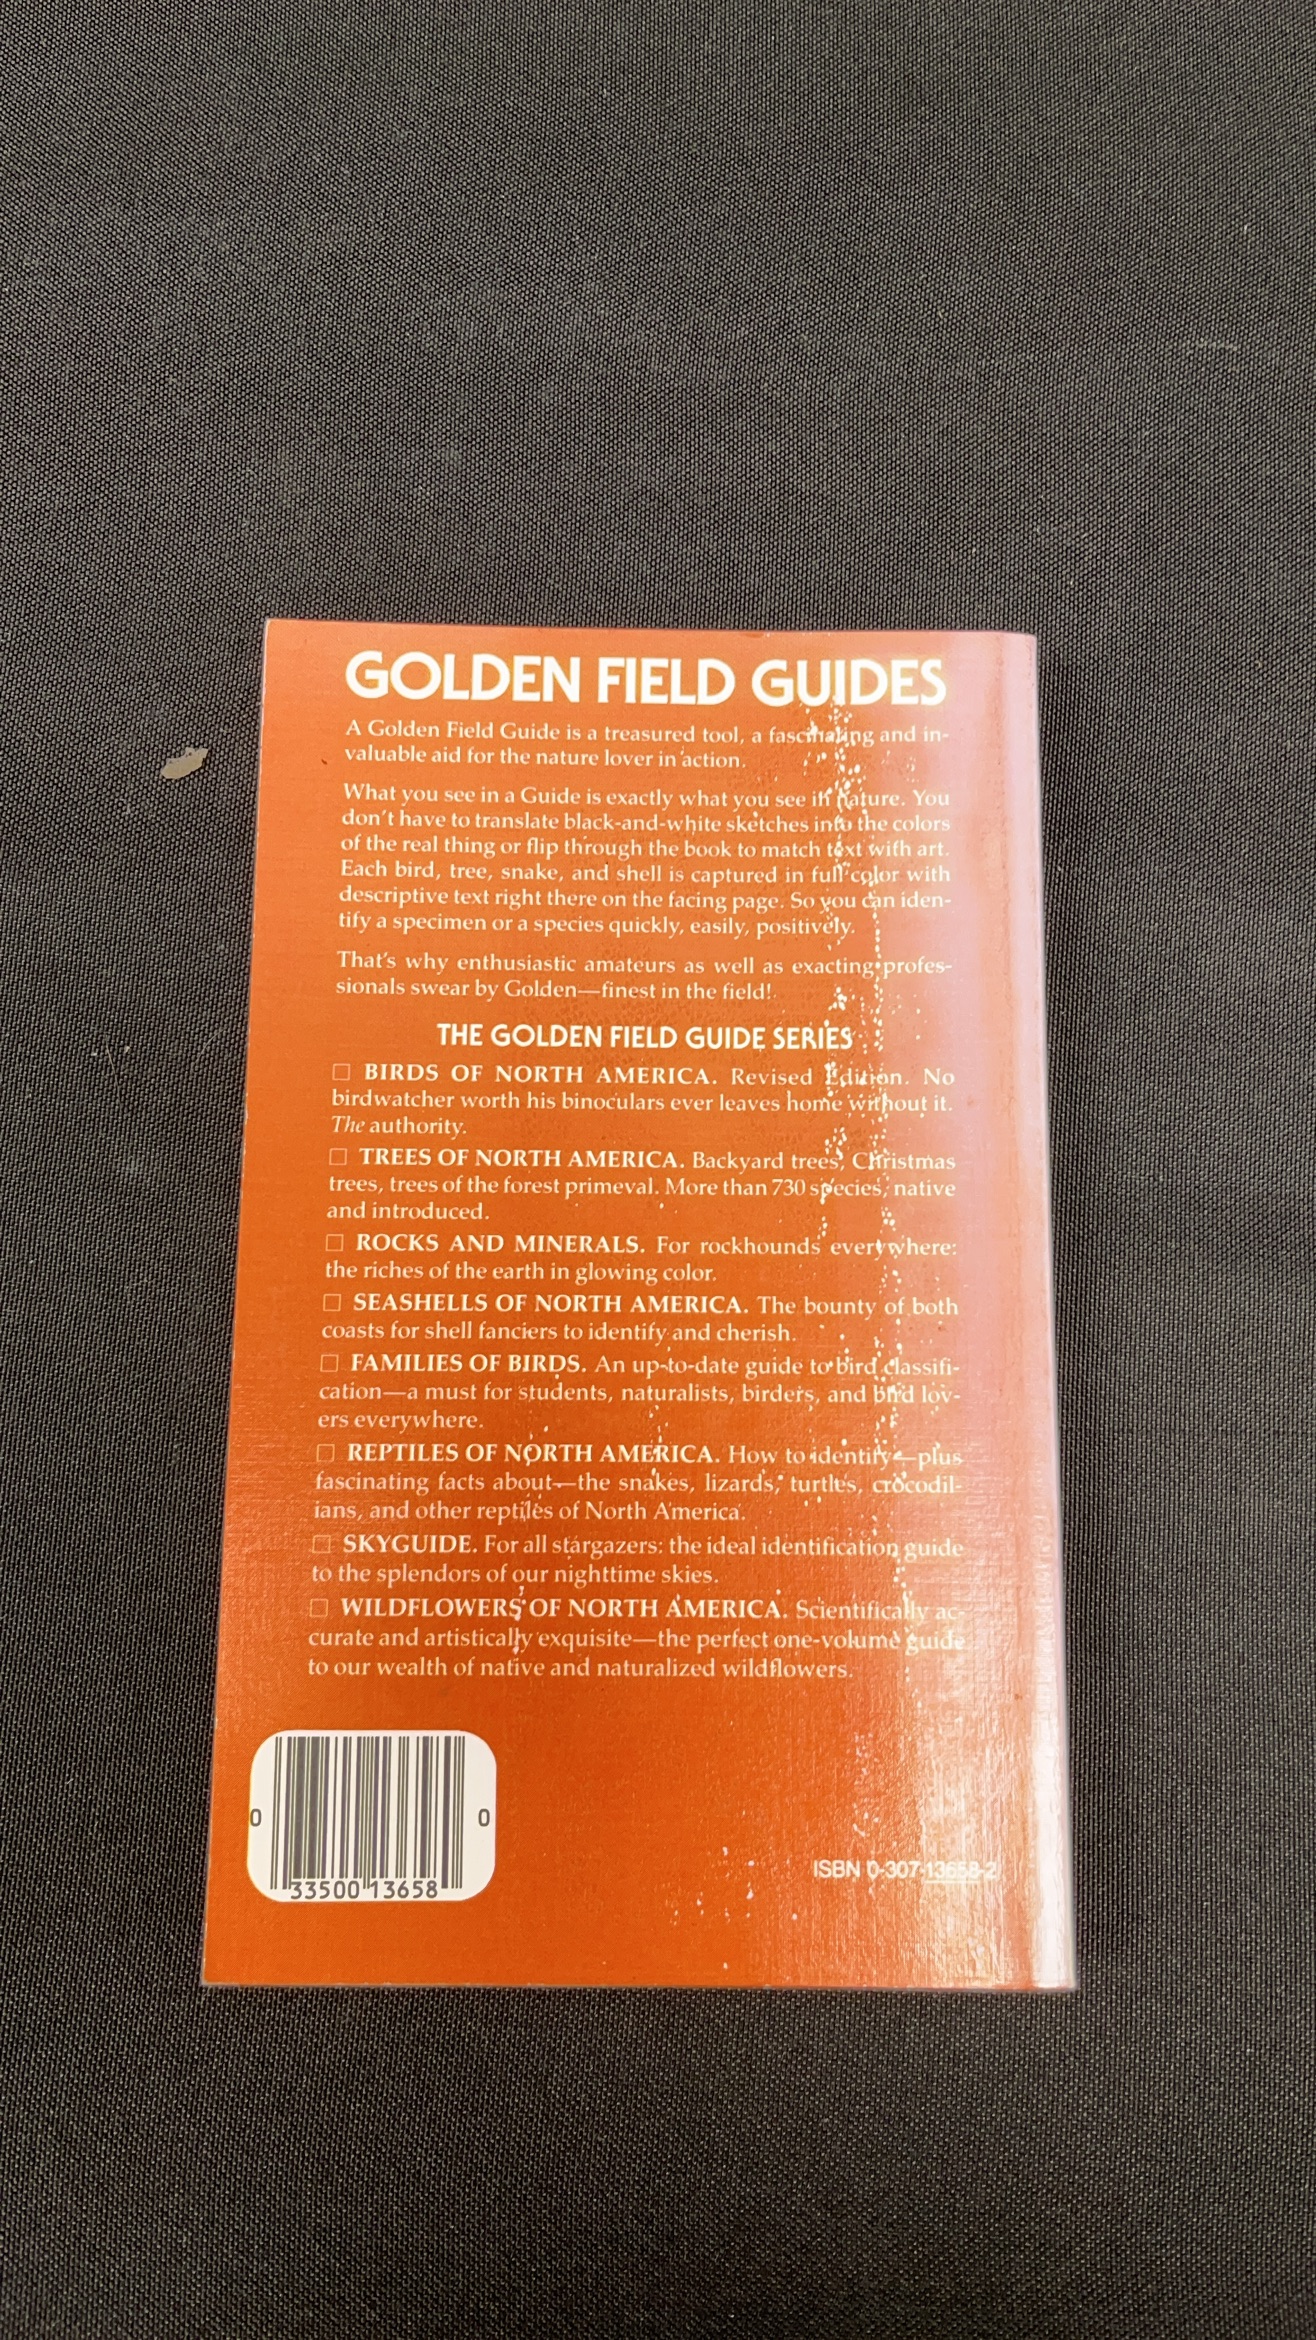 GOLDEN FIELD GUIDES
A Golden Field Guide is a treasured tool, a fascinating and in-
valuable aid for the nature lover in action.
What you see in a Guide is exactly what you see in nature. You
don't have to translate black-and-white sketches into the colors
of the real thing or flip through the book to match text with art.
Each bird, tree, snake, and shell is captured in full color with
descriptive text right there on the facing page. So you can iden-
tify a specimen or a species quickly, easily, positively.
That's why enthusiastic amateurs as well as exacting profes-
sionals swear by Golden—finest in the field!
THE GOLDEN FIELD GUIDE SERIES
□ BIRDS OF NORTH AMERICA. Revised Edition. No
birdwatcher worth his binoculars ever leaves home without it.
The authority.
□ TREES OF NORTH AMERICA. Backyard trees, Christmas
trees, trees of the forest primeval. More than 730 species, native
and introduced.
□ ROCKS AND MINERALS. For rockhounds everywhere:
the riches of the earth in glowing color.
□ SEASHELLS OF NORTH AMERICA. The bounty of both
coasts for shell fanciers to identify and cherish.
□ FAMILIES OF BIRDS. An up-to-date guide to bird classifi-
cation—a must for students, naturalists, birders, and bird lov-
ers everywhere.
□ REPTILES OF NORTH AMERICA. How to identify—plus
fascinating facts about—the snakes, lizards, turtles, crocodil-
ians, and other reptiles of North America.
□ SKYGUIDE. For all stargazers: the ideal identification guide
to the splendors of our nighttime skies.
□ WILDFLOWERS OF NORTH AMERICA. Scientifically ac-
curate and artistically exquisite—the perfect one-volume guide
to our wealth of native and naturalized wildflowers.
0 33500 13658 0
ISBN 0-307-13658-2